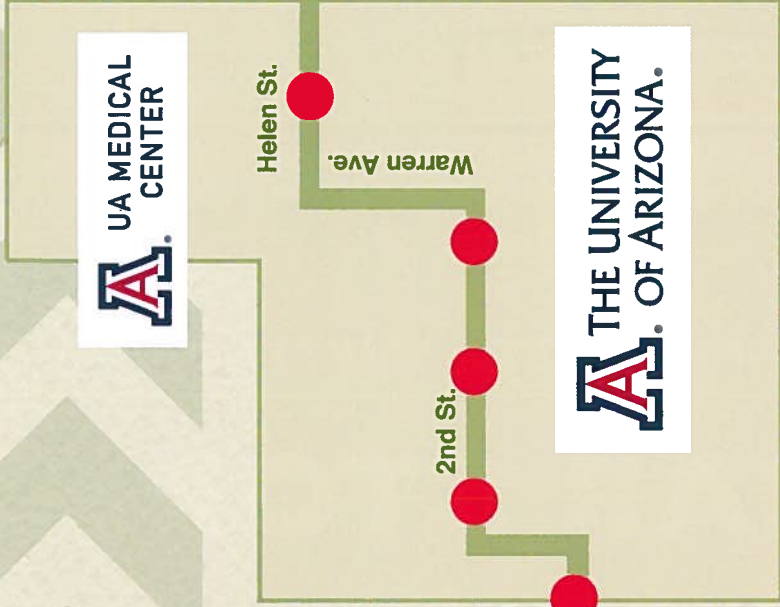 UA MEDICAL
CENTER
Helen St.
Warren Ave.
2nd St.
THE UNIVERSITY
OF ARIZONA.